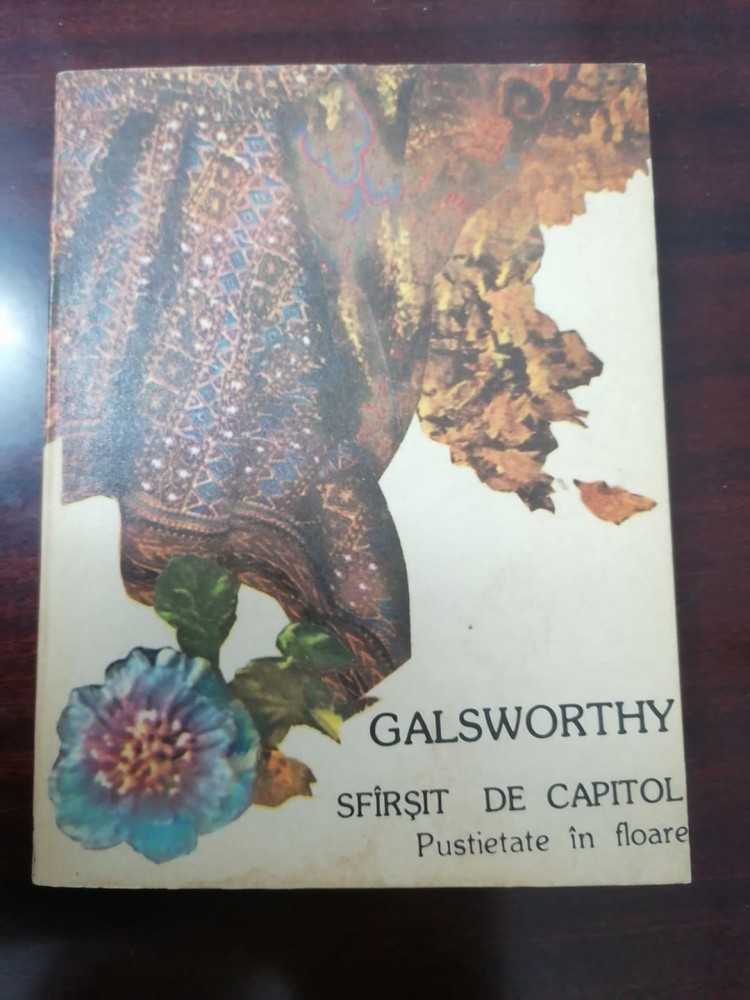 GALSWORTHY
SFÎRŞIT DE CAPITOL
Pustietate în floare